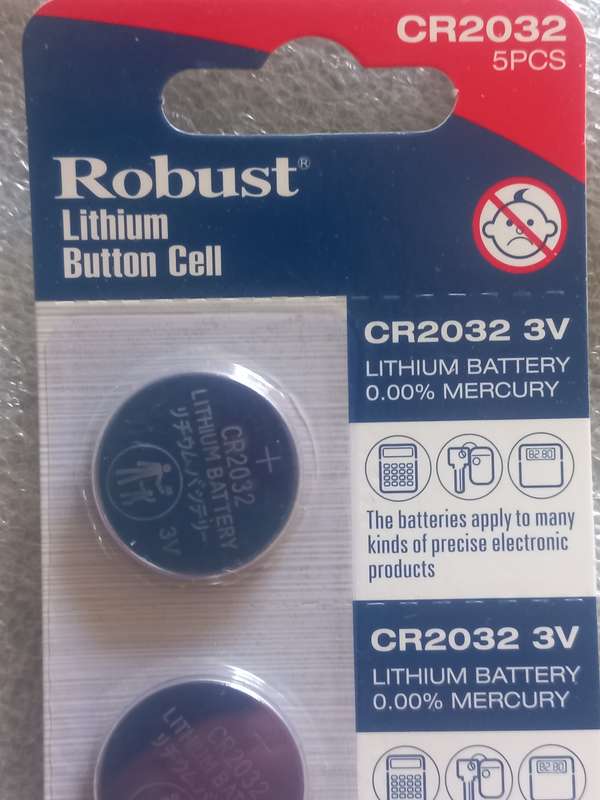 CR2032
5PCS
Robust®
Lithium
Button Cell
CR2032 3V
LITHIUM BATTERY
0.00% MERCURY
CR2032
LITHIUM BATTERY
リチウムバッテリー
3V
+
The batteries apply to many
kinds of precise electronic
products
CR2032 3V
LITHIUM BATTERY
0.00% MERCURY
CR2032